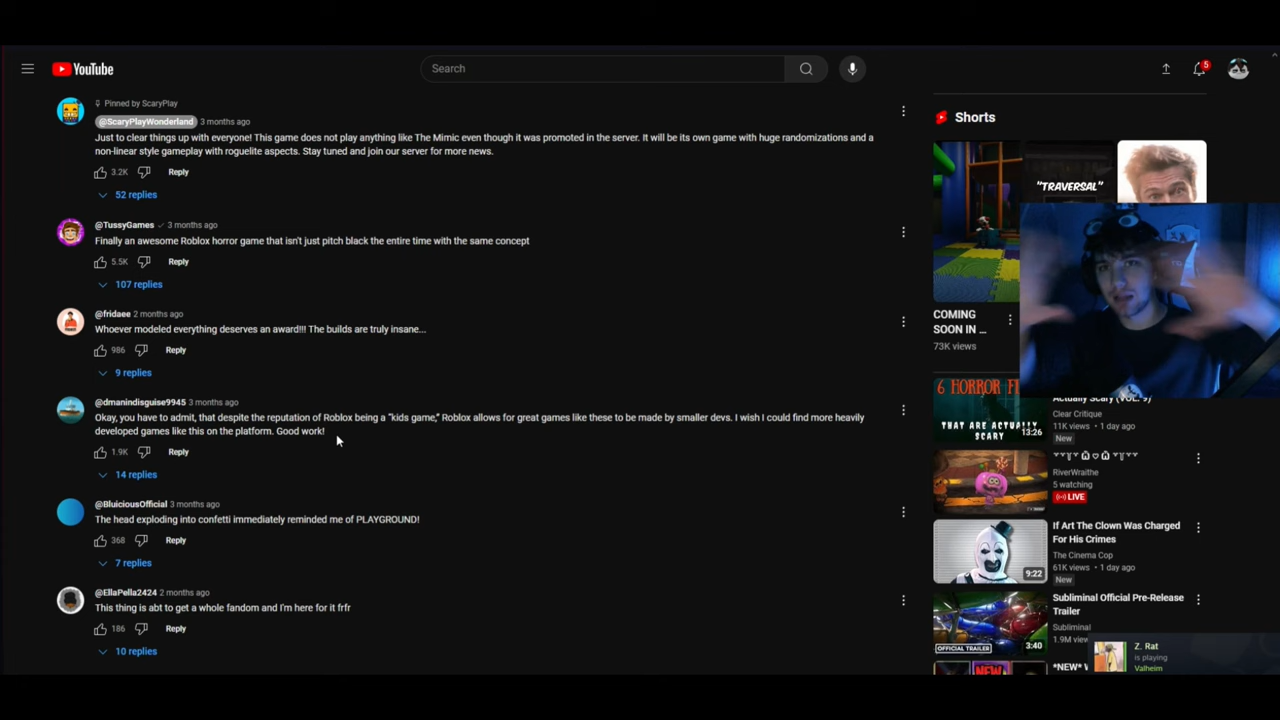 YouTube
Search
5
Pinned by ScaryPlay
@ScaryPlayWonderland 3 months ago
Just to clear things up with everyone! This game does not play anything like The Mimic even though it was promoted in the server. It will be its own game with huge randomizations and a
non-linear style gameplay with roguelite aspects. Stay tuned and join our server for more news.
3.2K Reply
52 replies
@TussyGames 3 months ago
Finally an awesome Roblox horror game that isn't just pitch black the entire time with the same concept
5.5K Reply
107 replies
@fridaee 2 months ago
Whoever modeled everything deserves an award!!! The builds are truly insane...
986 Reply
9 replies
@dmanindisguise9945 3 months ago
Okay, you have to admit, that despite the reputation of Roblox being a "kids game," Roblox allows for great games like these to be made by smaller devs. I wish I could find more heavily
developed games like this on the platform. Good work!
1.9K Reply
14 replies
@BluiciousOfficial 3 months ago
The head exploding into confetti immediately reminded me of PLAYGROUND!
368 Reply
7 replies
@EllaPella2424 2 months ago
This thing is abt to get a whole fandom and I'm here for it frfr
186 Reply
10 replies
Shorts
"TRAVERSAL"
COMING
SOON IN ...
73K views
6 HORROR
THAT ARE ACTUALLY
SCARY
13:26
Actually Scary (VOL. 9)
Clear Critique
11K views • 1 day ago
New
RiverWraithe
5 watching
LIVE
If Art The Clown Was Charged
For His Crimes
The Cinema Cop
61K views • 1 day ago
New
9:22
Subliminal Official Pre-Release
Trailer
Subliminal
1.9M
OFFICIAL TRAILER
3:40
*NEW*
Z. Rat
is playing
Valheim